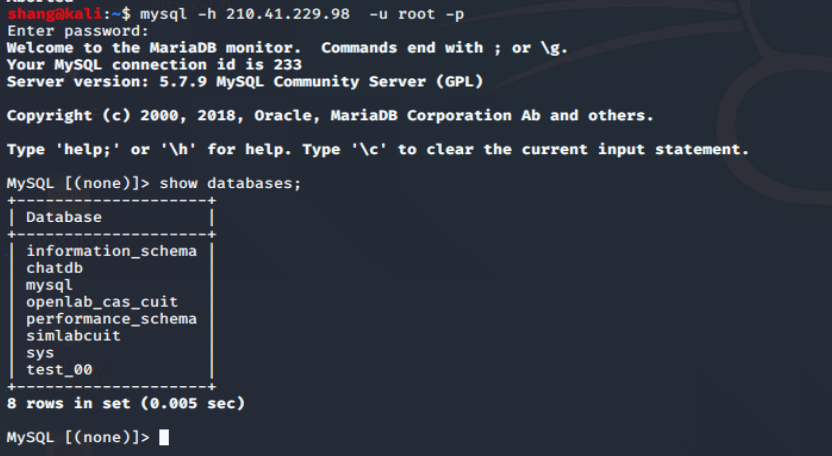 shang@kali:~$ mysql -h 210.41.229.98  -u root -p
Enter password:
Welcome to the MariaDB monitor.  Commands end with ; or \g.
Your MySQL connection id is 233
Server version: 5.7.9 MySQL Community Server (GPL)

Copyright (c) 2000, 2018, Oracle, MariaDB Corporation Ab and others.

Type 'help;' or '\h' for help. Type '\c' to clear the current input statement.

MySQL [(none)]> show databases;
+--------------------+
| Database           |
+--------------------+
| information_schema |
| chatdb             |
| mysql              |
| openlab_cas_cuit   |
| performance_schema |
| simlabcuit         |
| sys                |
| test_00            |
+--------------------+
8 rows in set (0.005 sec)

MySQL [(none)]>